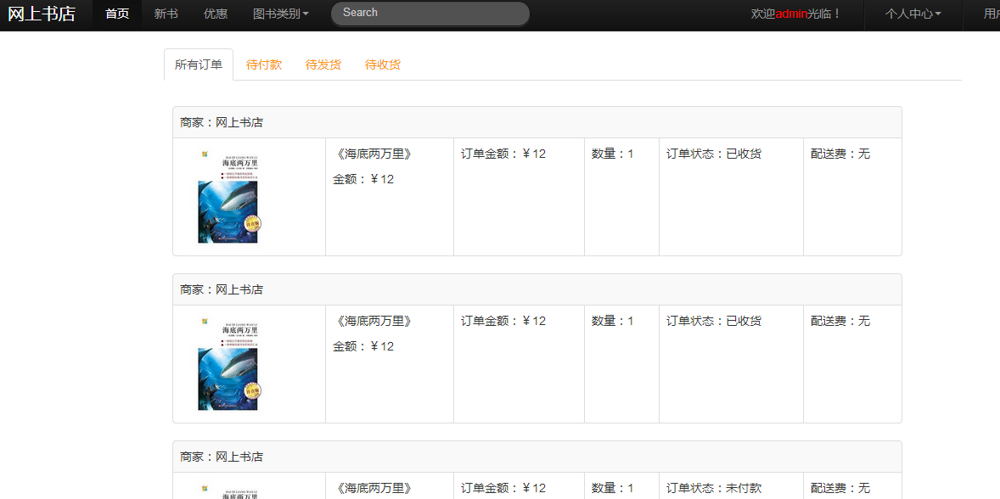 网上书店 首页 新书 优惠 图书类别 Search 欢迎admin光临！ 个人中心
所有订单 待付款 待发货 待收货
商家：网上书店
海底两万里
《海底两万里》 订单金额：￥12 数量：1 订单状态：已收货 配送费：无
金额：￥12
商家：网上书店
海底两万里
《海底两万里》 订单金额：￥12 数量：1 订单状态：已收货 配送费：无
金额：￥12
商家：网上书店
《海底两万里》 订单金额：￥12 数量：1 订单状态：未付款 配送费：无
海底两万里